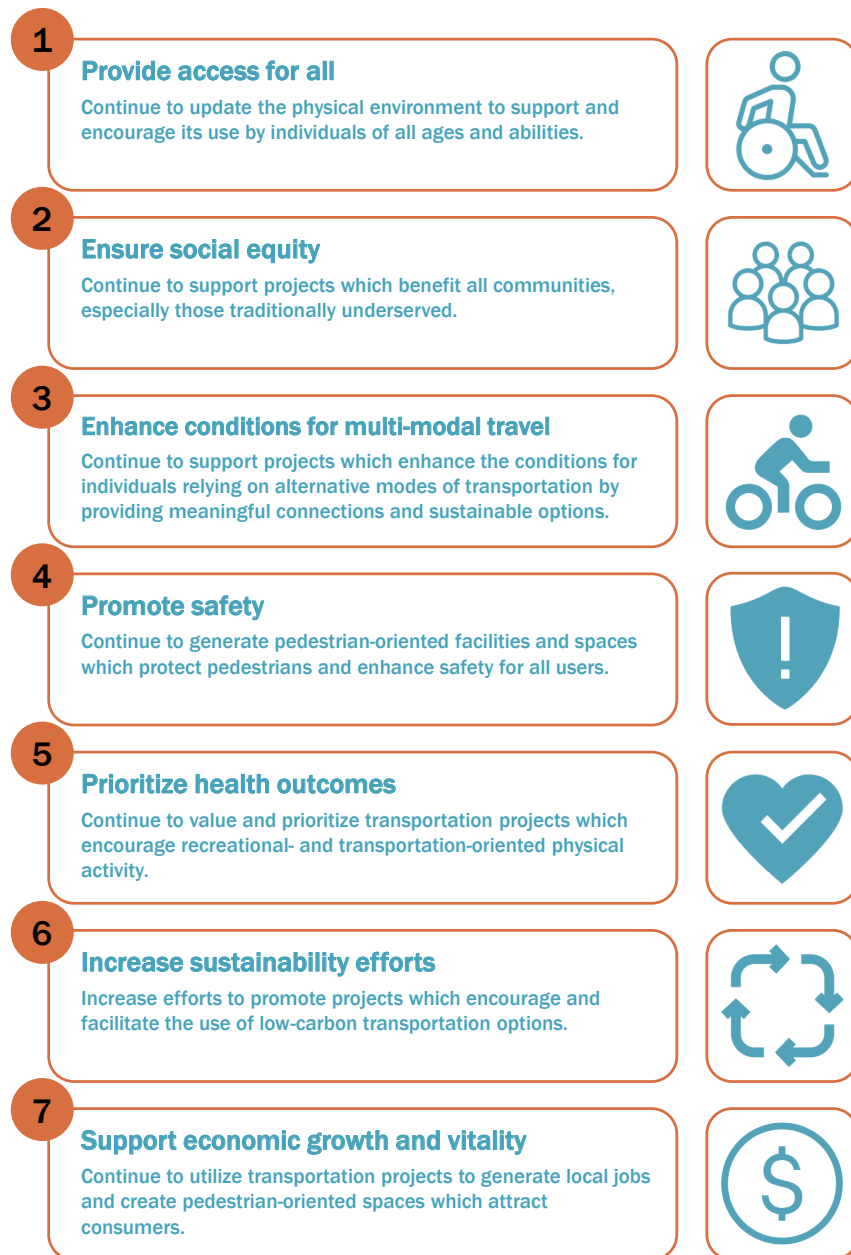 1
Provide access for all
Continue to update the physical environment to support and
encourage its use by individuals of all ages and abilities.
2
Ensure social equity
Continue to support projects which benefit all communities,
especially those traditionally underserved.
3
Enhance conditions for multi-modal travel
Continue to support projects which enhance the conditions for
individuals relying on alternative modes of transportation by
providing meaningful connections and sustainable options.
4
Promote safety
Continue to generate pedestrian-oriented facilities and spaces
which protect pedestrians and enhance safety for all users.
5
Prioritize health outcomes
Continue to value and prioritize transportation projects which
encourage recreational- and transportation-oriented physical
activity.
6
Increase sustainability efforts
Increase efforts to promote projects which encourage and
facilitate the use of low-carbon transportation options.
7
Support economic growth and vitality
Continue to utilize transportation projects to generate local jobs
and create pedestrian-oriented spaces which attract
consumers.